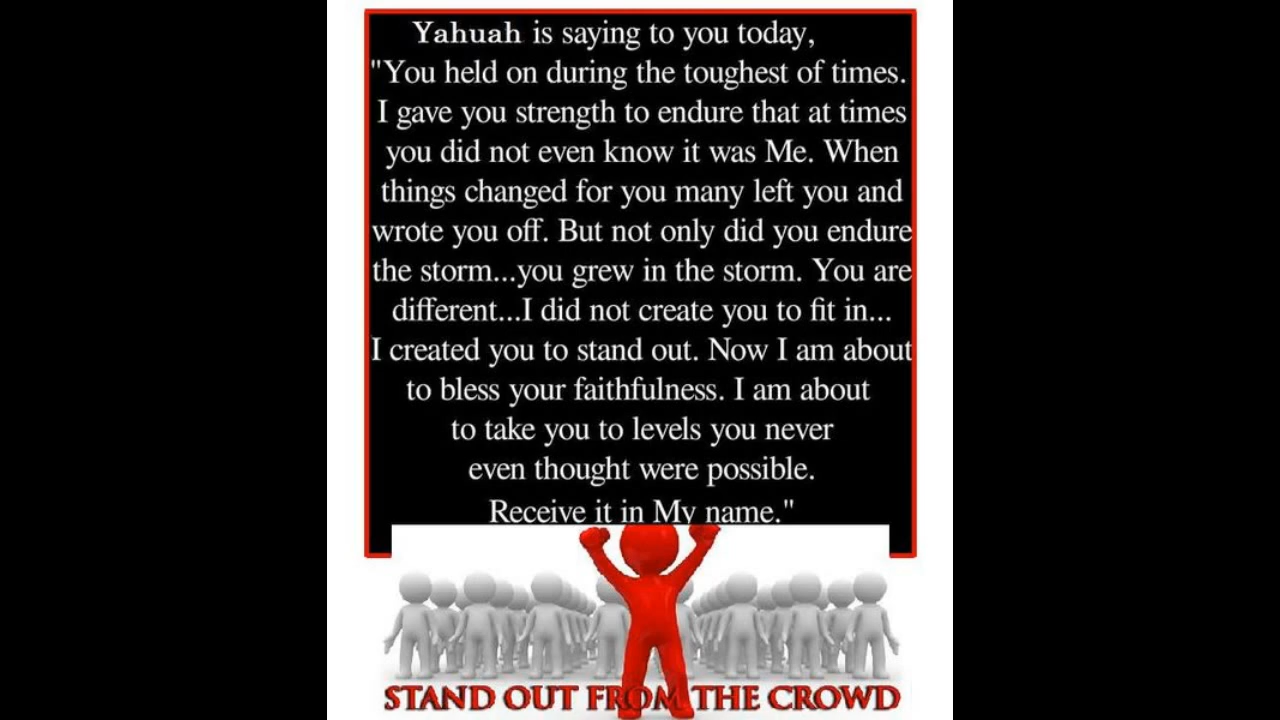 Yahuah is saying to you today,
"You held on during the toughest of times.
I gave you strength to endure that at times
you did not even know it was Me. When
things changed for you many left you and
wrote you off. But not only did you endure
the storm...you grew in the storm. You are
different...I did not create you to fit in...
I created you to stand out. Now I am about
to bless your faithfulness. I am about
to take you to levels you never
even thought were possible.
Receive it in My name."
STAND OUT FROM THE CROWD